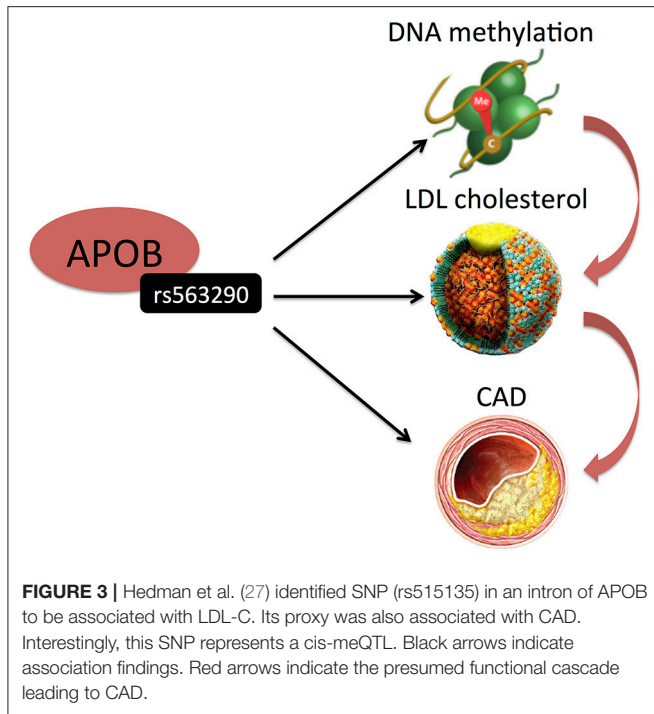 DNA methylation
Me
C
LDL cholesterol
APOB
rs563290
CAD
FIGURE 3 | Hedman et al. (27) identified SNP (rs515135) in an intron of APOB
to be associated with LDL-C. Its proxy was also associated with CAD.
Interestingly, this SNP represents a cis-meQTL. Black arrows indicate
association findings. Red arrows indicate the presumed functional cascade
leading to CAD.